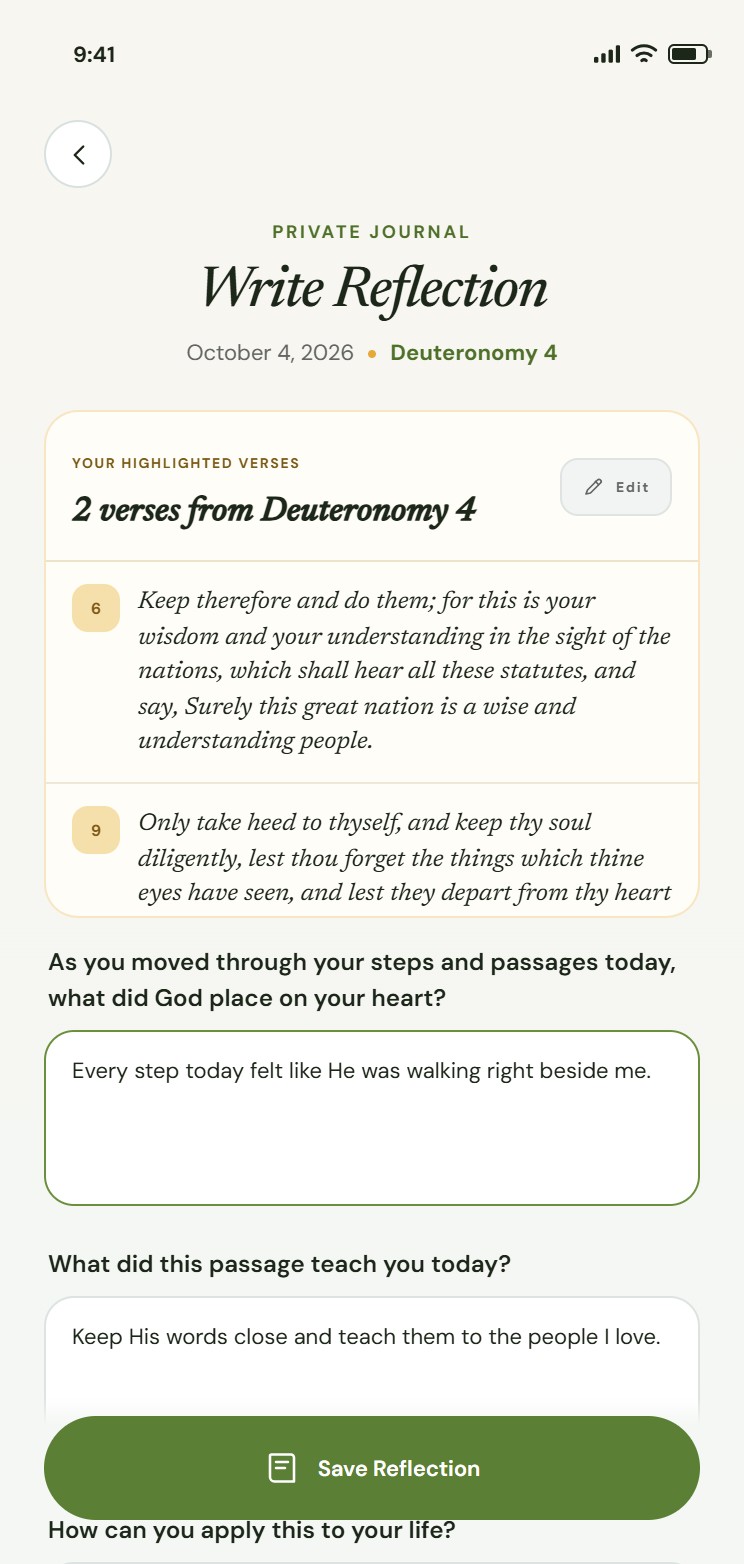 9:41
PRIVATE JOURNAL
Write Reflection
October 4, 2026 • Deuteronomy 4
YOUR HIGHLIGHTED VERSES
2 verses from Deuteronomy 4
Edit
6
Keep therefore and do them; for this is your
wisdom and your understanding in the sight of the
nations, which shall hear all these statutes, and
say, Surely this great nation is a wise and
understanding people.
9
Only take heed to thyself, and keep thy soul
diligently, lest thou forget the things which thine
eyes have seen, and lest they depart from thy heart
As you moved through your steps and passages today,
what did God place on your heart?
Every step today felt like He was walking right beside me.
What did this passage teach you today?
Keep His words close and teach them to the people I love.
Save Reflection
How can you apply this to your life?